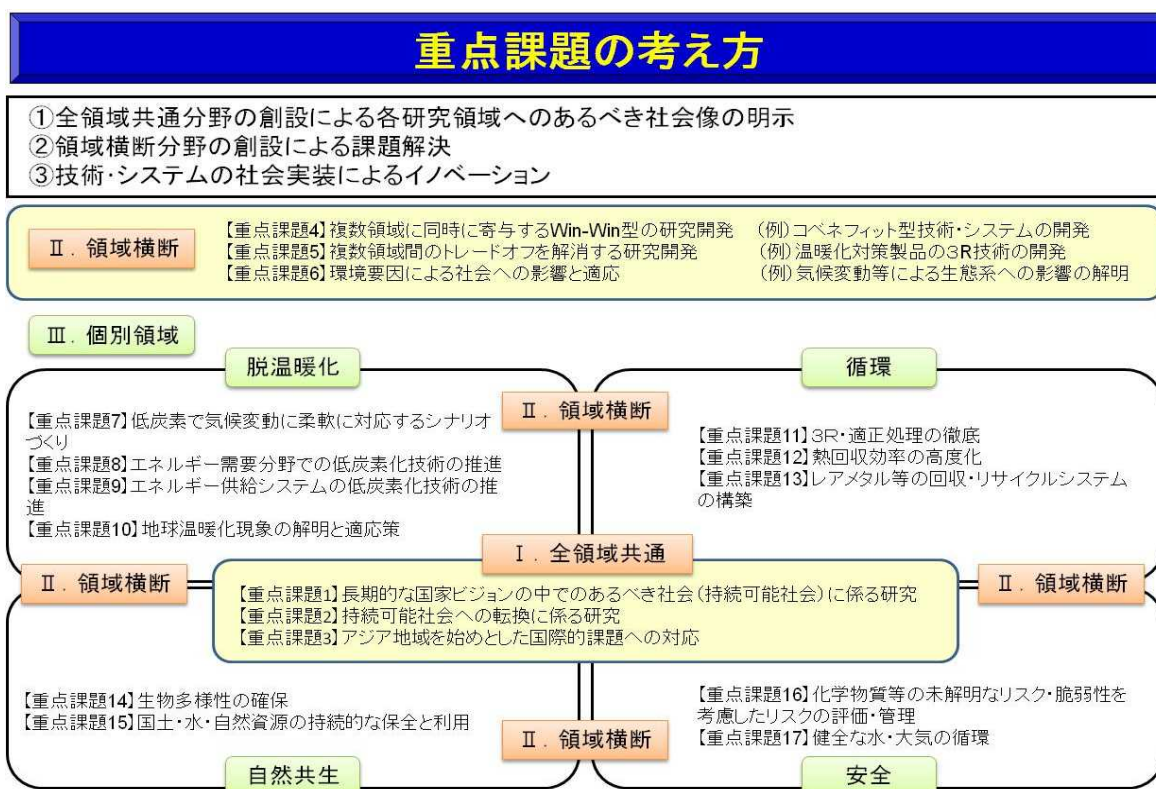 重点課題の考え方
①全領域共通分野の創設による各研究領域へのあるべき社会像の明示
②領域横断分野の創設による課題解決
③技術・システムの社会実装によるイノベーション
Ⅱ．領域横断
【重点課題4】複数領域に同時に寄与するWin-Win型の研究開発　（例）コベネフィット型技術・システムの開発
【重点課題5】複数領域間のトレードオフを解消する研究開発　（例）温暖化対策製品の3R技術の開発
【重点課題6】環境要因による社会への影響と適応　（例）気候変動等による生態系への影響の解明
Ⅲ．個別領域
脱温暖化
【重点課題7】低炭素で気候変動に柔軟に対応するシナリオ
づくり
【重点課題8】エネルギー需要分野での低炭素化技術の推進
【重点課題9】エネルギー供給システムの低炭素化技術の推
進
【重点課題10】地球温暖化現象の解明と適応策
Ⅱ．領域横断
循環
【重点課題11】3R・適正処理の徹底
【重点課題12】熱回収効率の高度化
【重点課題13】レアメタル等の回収・リサイクルシステム
の構築
Ⅰ．全領域共通
Ⅱ．領域横断
【重点課題1】長期的な国家ビジョンの中でのあるべき社会（持続可能社会）に係る研究
【重点課題2】持続可能社会への転換に係る研究
【重点課題3】アジア地域を始めとした国際的課題への対応
Ⅱ．領域横断
【重点課題14】生物多様性の確保
【重点課題15】国土・水・自然資源の持続的な保全と利用
自然共生
Ⅱ．領域横断
【重点課題16】化学物質等の未解明なリスク・脆弱性を
考慮したリスクの評価・管理
【重点課題17】健全な水・大気の循環
安全